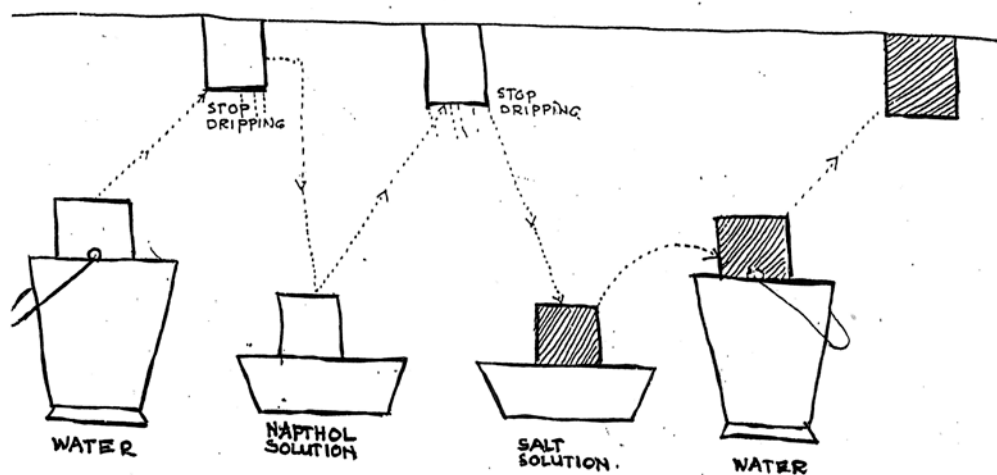 STOP
DRIPPING
STOP
DRIPPING
WATER
NAPTHOL
SOLUTION
SALT
SOLUTION.
WATER